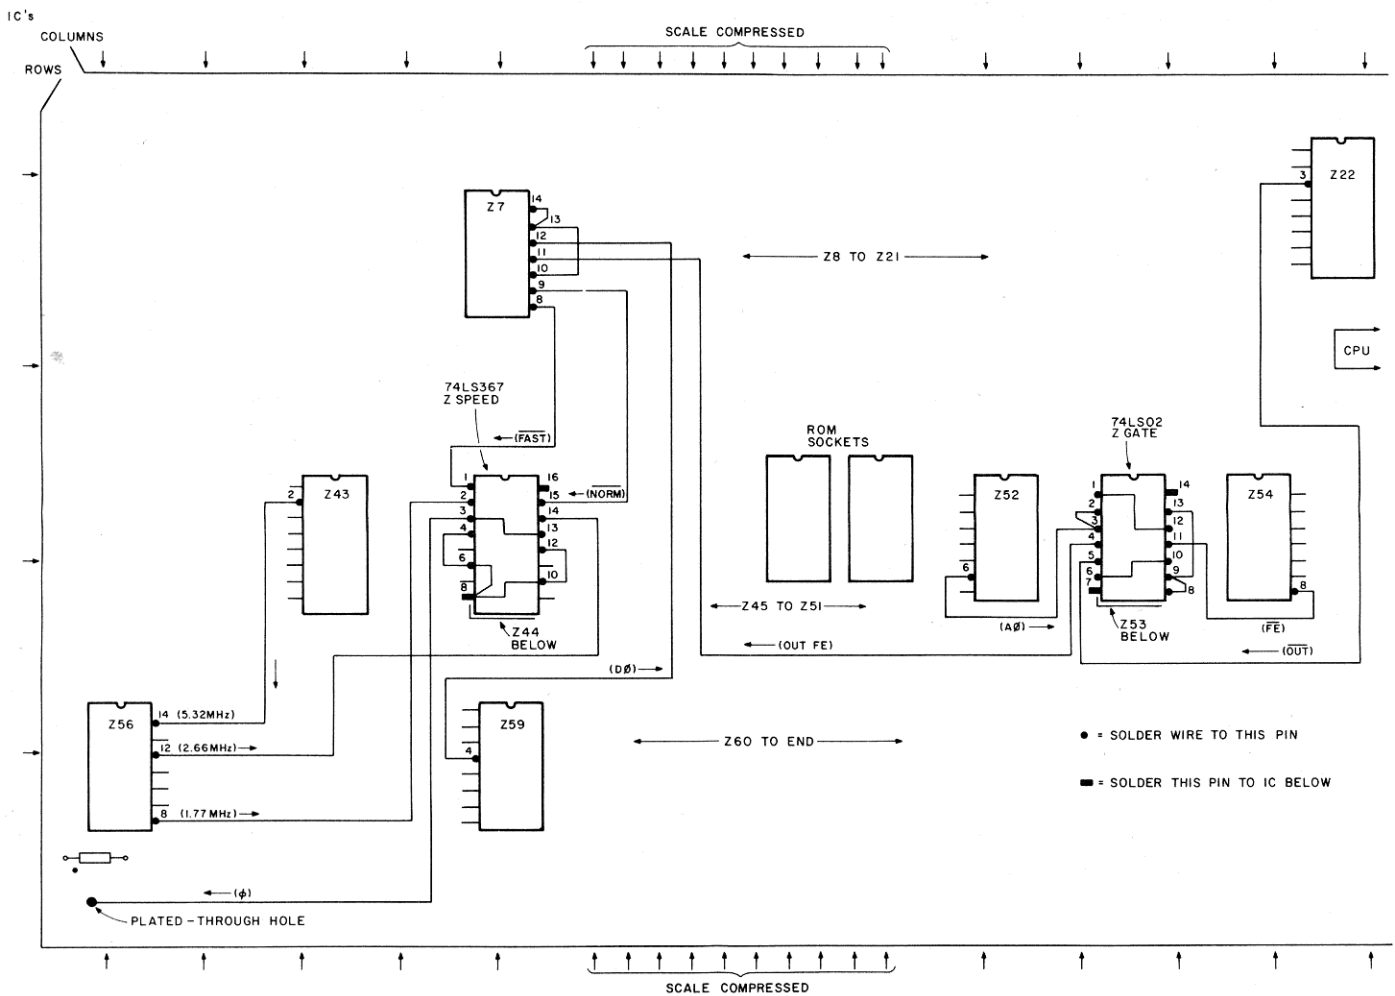 IC's
COLUMNS
ROWS
SCALE COMPRESSED
Z7
14
13
12
11
10
9
8
3
Z22
Z8 TO Z21
CPU
74LS367
Z SPEED
(FAST)
ROM
SOCKETS
74LS02
Z GATE
2
Z43
1
2
3
4
6
8
16
15
14
13
12
10
(NORM)
Z44
BELOW
Z52
6
1
2
3
4
5
6
7
14
13
12
11
10
9
8
Z54
8
Z45 TO Z51
(AØ)
Z53
BELOW
(FE)
(OUT FE)
(OUT)
(DØ)
Z56
14 (5.32MHz)
12 (2.66MHz)
8 (1.77MHz)
Z59
4
Z60 TO END
= SOLDER WIRE TO THIS PIN
= SOLDER THIS PIN TO IC BELOW
(ϕ)
PLATED-THROUGH HOLE
SCALE COMPRESSED